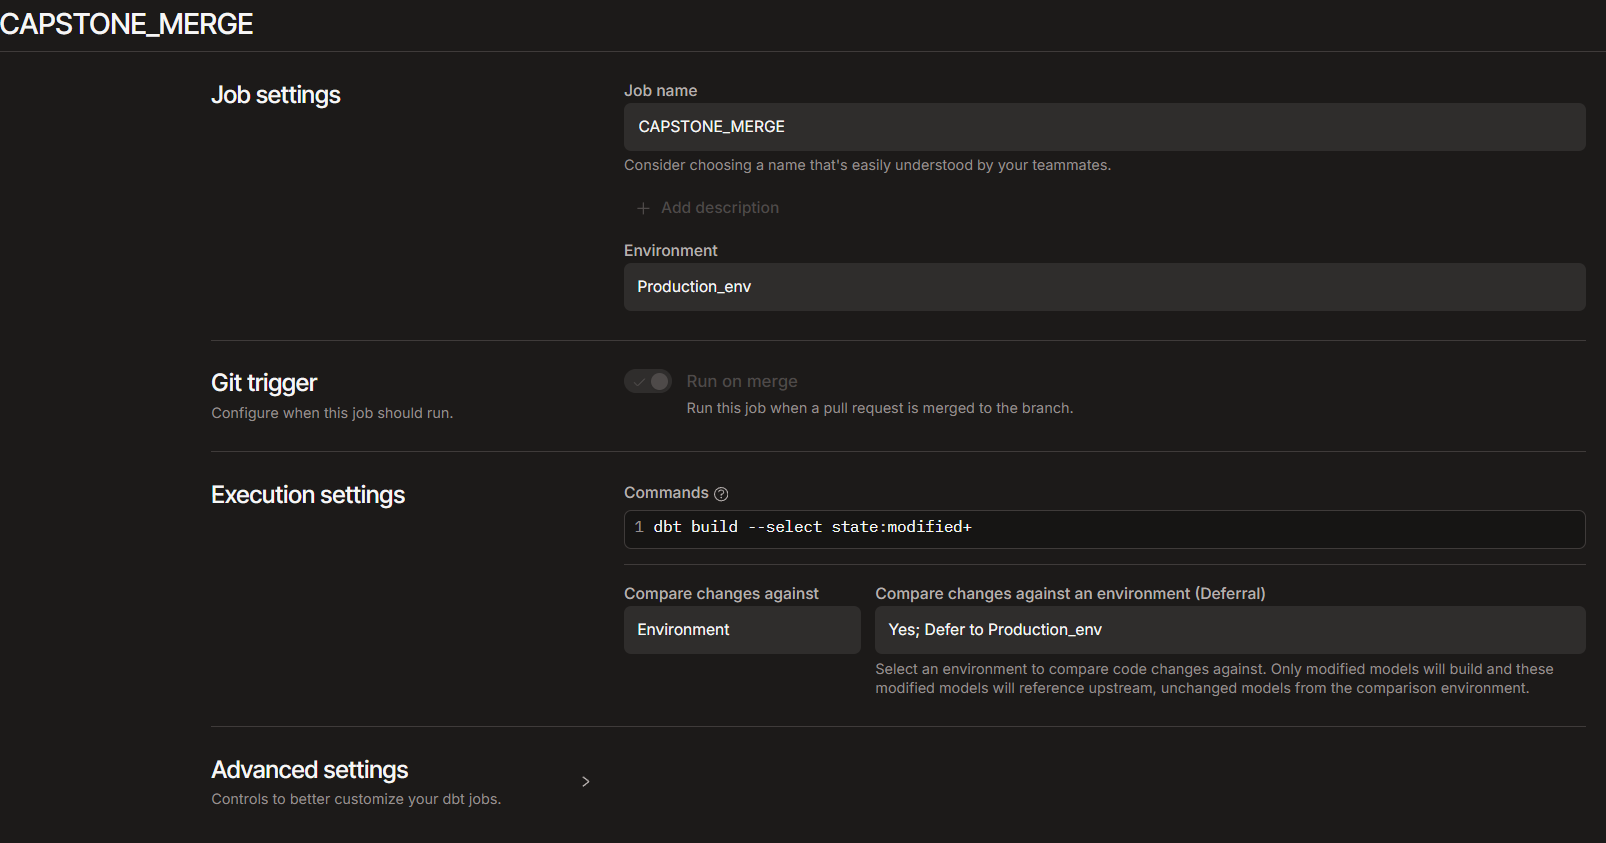 CAPSTONE_MERGE
Job settings
Job name
CAPSTONE_MERGE
Consider choosing a name that's easily understood by your teammates.
+ Add description
Environment
Production_env
Git trigger
Configure when this job should run.
Run on merge
Run this job when a pull request is merged to the branch.
Execution settings
Commands ?
1 dbt build --select state:modified+
Compare changes against
Environment
Compare changes against an environment (Deferral)
Yes; Defer to Production_env
Select an environment to compare code changes against. Only modified models will build and these
modified models will reference upstream, unchanged models from the comparison environment.
Advanced settings
Controls to better customize your dbt jobs.